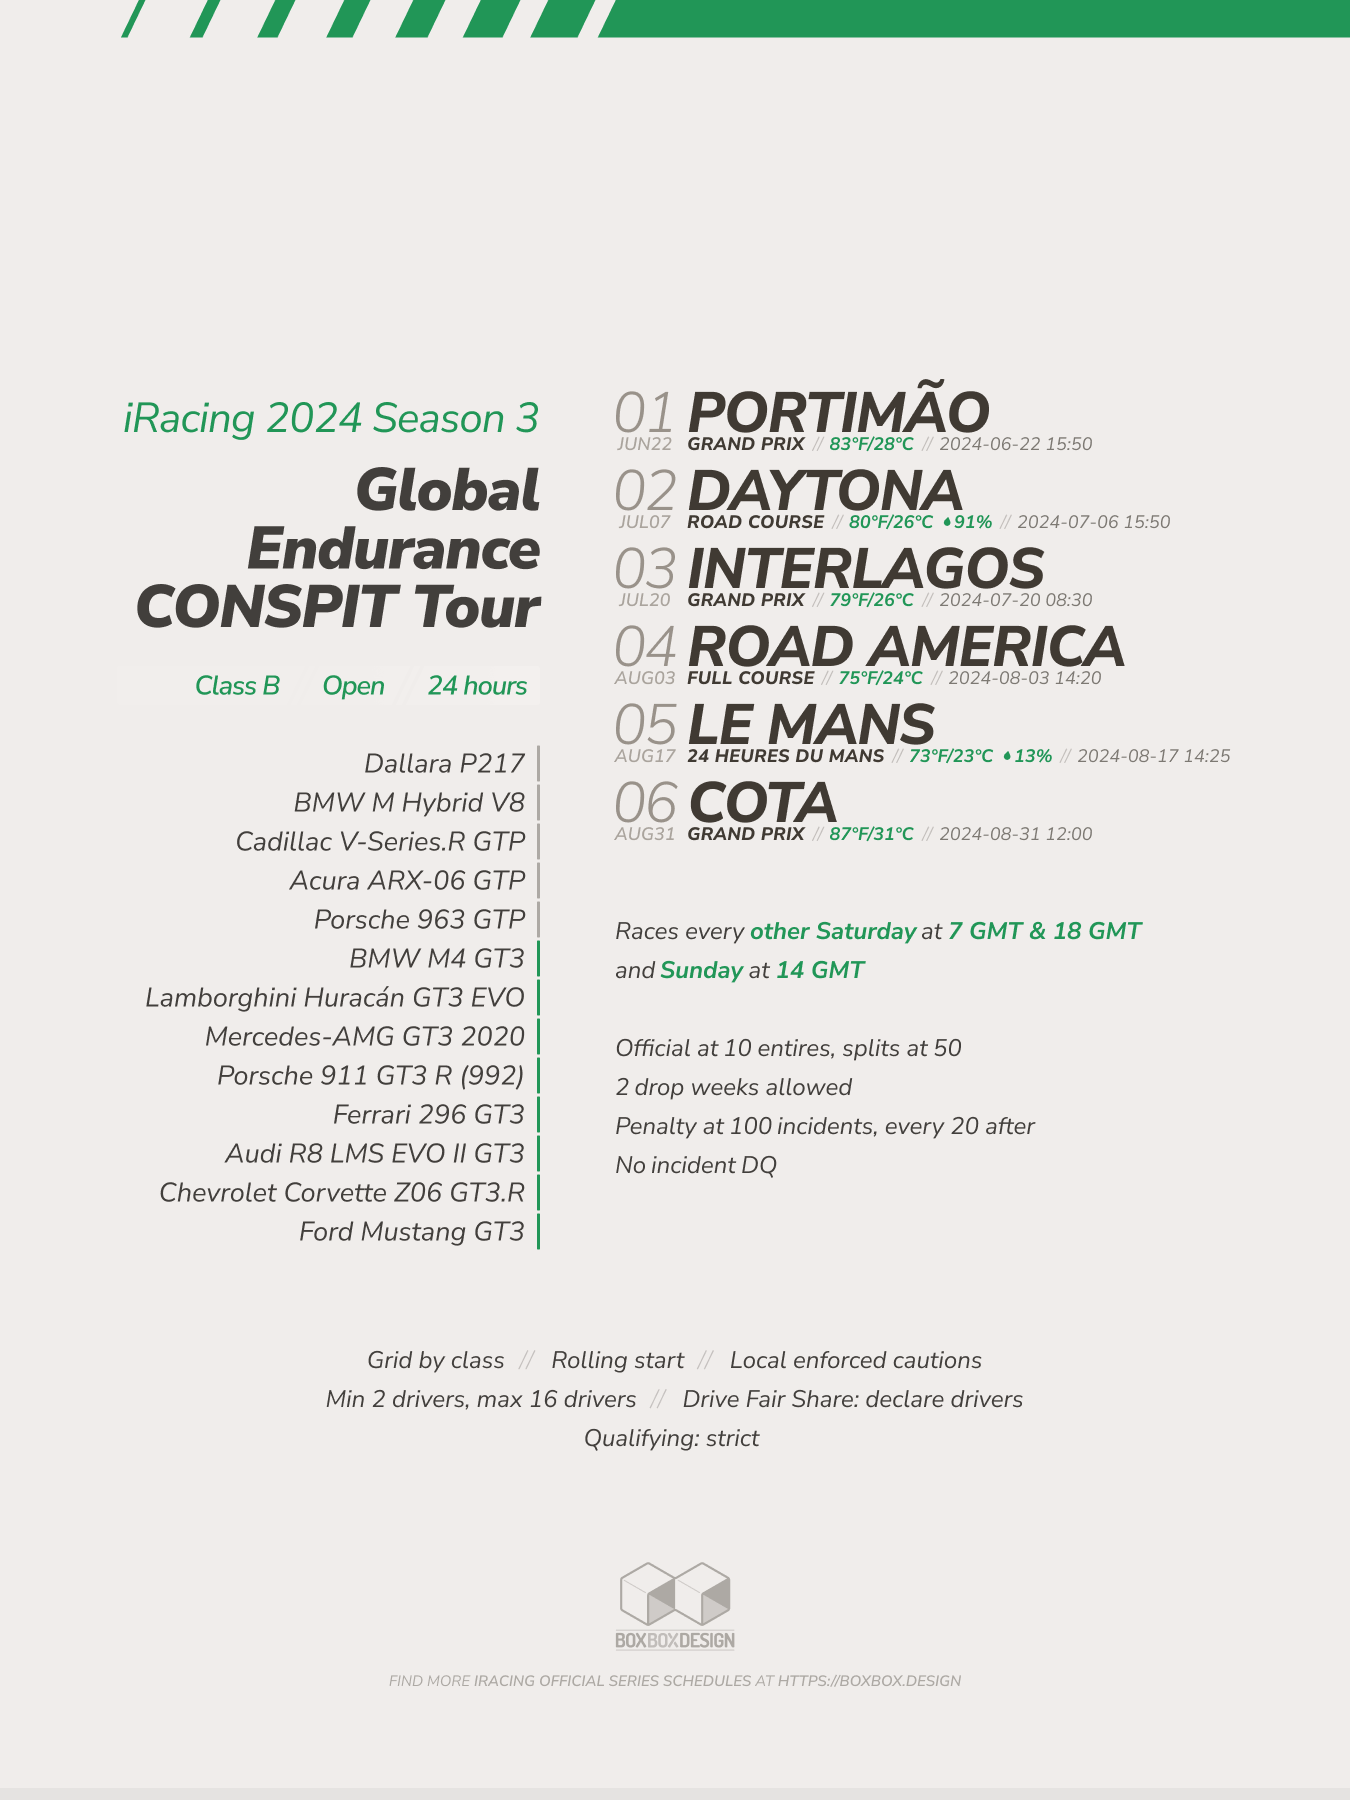 iRacing 2024 Season 3
Global
Endurance
CONSPIT Tour
Class B Open // 24 hours
Dallara P217
BMW M Hybrid V8
Cadillac V-Series.R GTP
Acura ARX-06 GTP
Porsche 963 GTP
BMW M4 GT3
Lamborghini Huracán GT3 EVO
Mercedes-AMG GT3 2020
Porsche 911 GT3 R (992)
Ferrari 296 GT3
Audi R8 LMS EVO II GT3
Chevrolet Corvette Z06 GT3.R
Ford Mustang GT3
01 PORTIMÃO
JUN22 GRAND PRIX // 83°F/28°C // 2024-06-22 15:50
02 DAYTONA
JUL07 ROAD COURSE // 80°F/26°C 91% // 2024-07-06 15:50
03 INTERLAGOS
JUL20 GRAND PRIX // 79°F/26°C // 2024-07-20 08:30
04 ROAD AMERICA
AUG03 FULL COURSE // 75°F/24°C // 2024-08-03 14:20
05 LE MANS
AUG17 24 HEURES DU MANS // 73°F/23°C 13% // 2024-08-17 14:25
06 COTA
AUG31 GRAND PRIX // 87°F/31°C // 2024-08-31 12:00
Races every other Saturday at 7 GMT & 18 GMT
and Sunday at 14 GMT
Official at 10 entires, splits at 50
2 drop weeks allowed
Penalty at 100 incidents, every 20 after
No incident DQ
Grid by class // Rolling start // Local enforced cautions
Min 2 drivers, max 16 drivers // Drive Fair Share: declare drivers
Qualifying: strict
BOXBOXDESIGN
FIND MORE IRACING OFFICIAL SERIES SCHEDULES AT HTTPS://BOXBOX.DESIGN